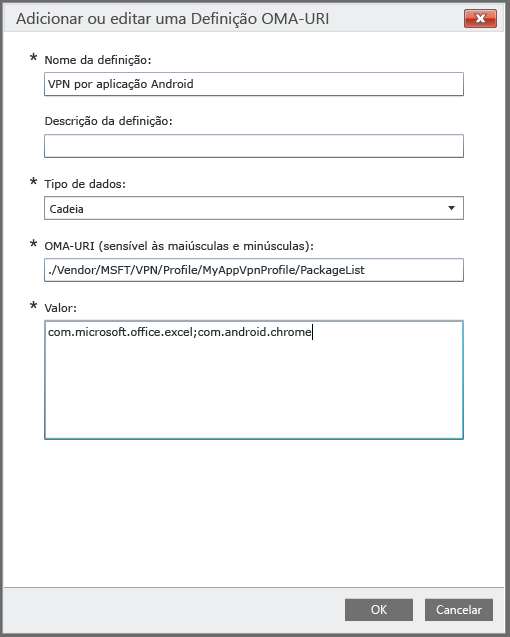 Adicionar ou editar uma Definição OMA-URI
* Nome da definição:
VPN por aplicação Android
Descrição da definição:
* Tipo de dados:
Cadeia
* OMA-URI (sensível às maiúsculas e minúsculas):
./Vendor/MSFT/VPN/Profile/MyAppVpnProfile/PackageList
* Valor:
com.microsoft.office.excel;com.android.chrome
OK Cancelar